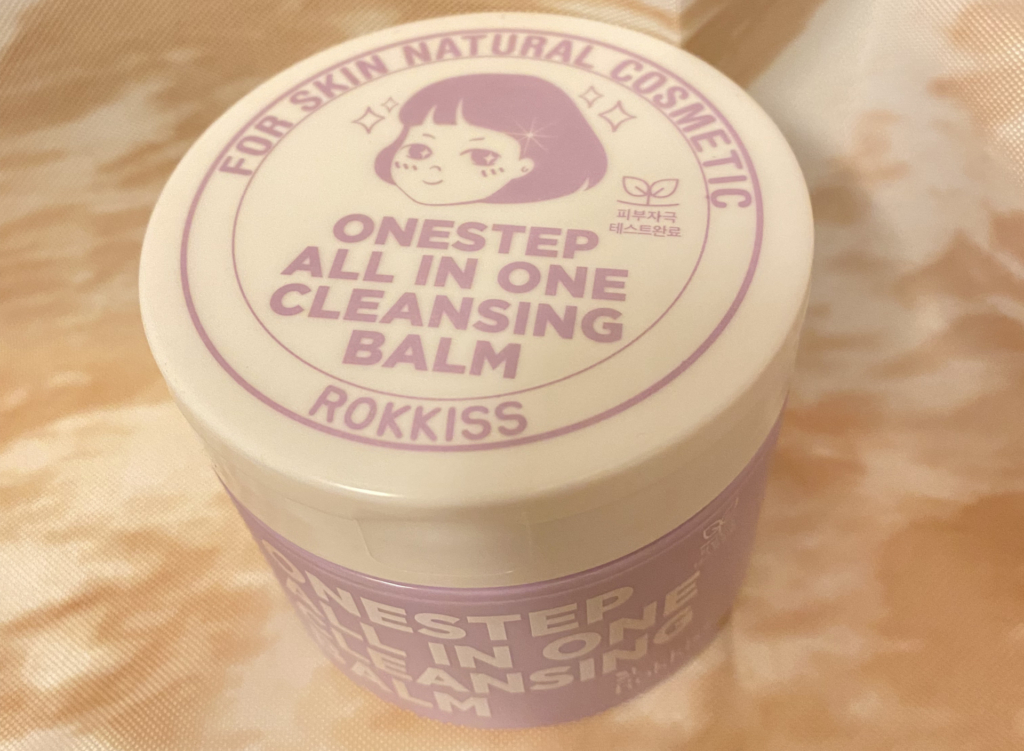 FOR SKIN NATURAL COSMETIC
피부자극
테스트완료
ONESTEP
ALL IN ONE
CLEANSING
BALM
ROKKISS
ONESTEP
ALL IN ONE
CLEANSING
BALM